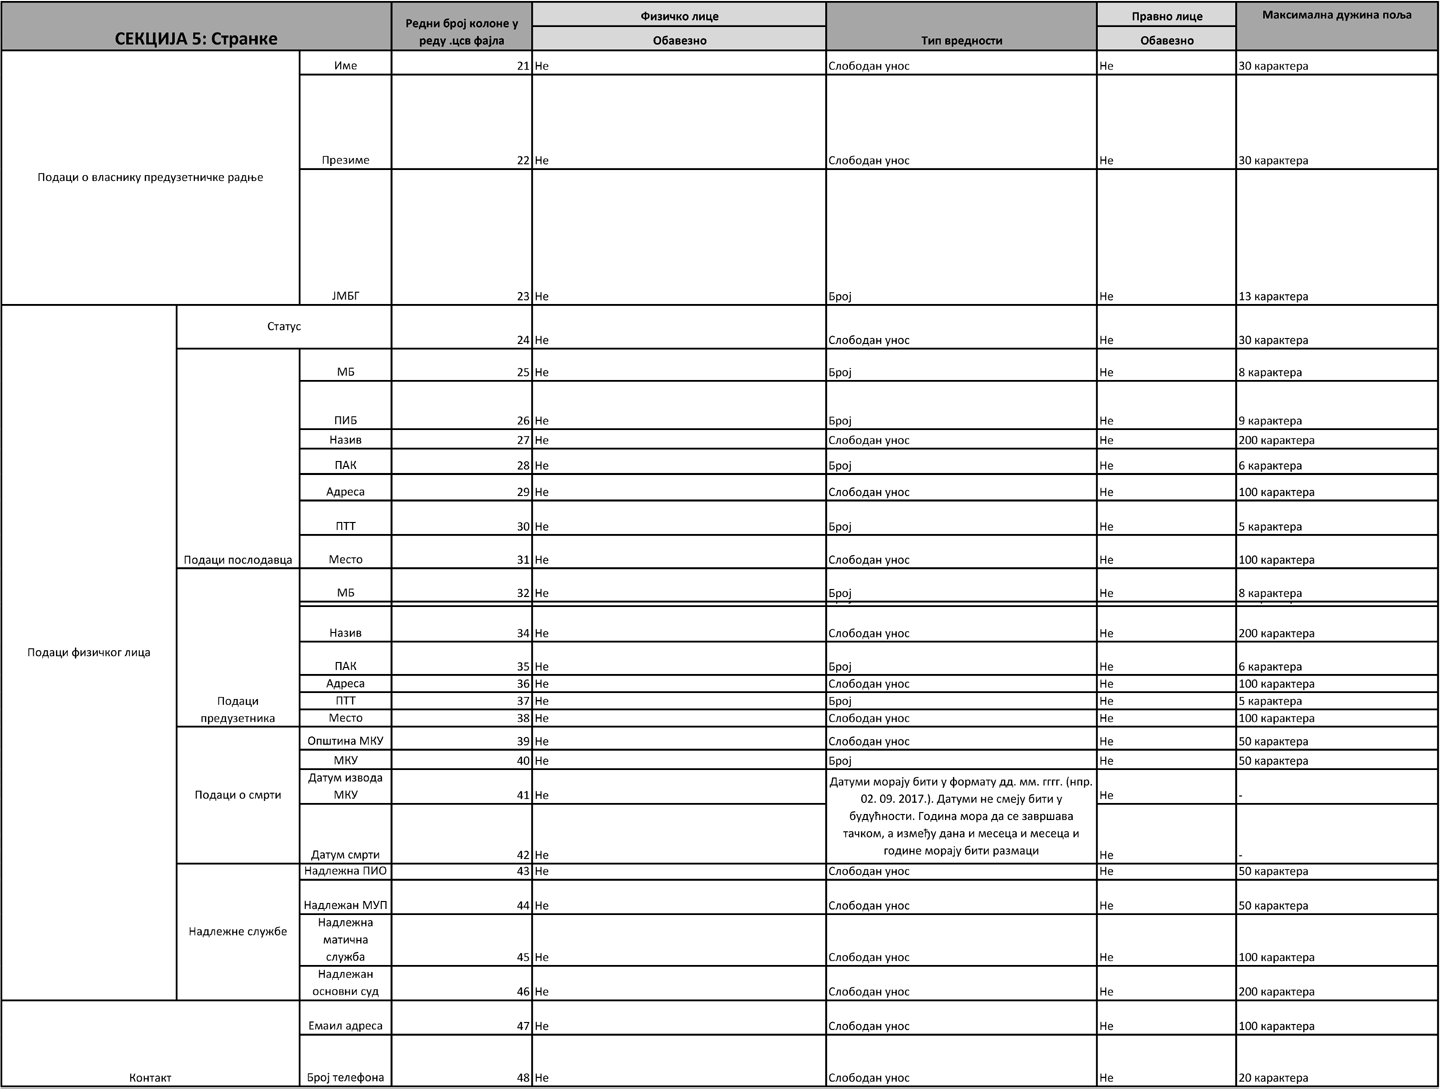 СЕКЦИЈА 5: Странке
Редни број колоне у
реду .цсв фајла
Физичко лице
Обавезно
Тип вредности
Правно лице
Обавезно
Максимална дужина поља
Подаци о власнику предузетничке радње
Име 21 Не Слободан унос Не 30 карактера
Презиме 22 Не Слободан унос Не 30 карактера
ЈМБГ 23 Не Број Не 13 карактера
Подаци физичког лица
Статус 24 Не Слободан унос Не 30 карактера
Подаци послодавца
МБ 25 Не Број Не 8 карактера
ПИБ 26 Не Број Не 9 карактера
Назив 27 Не Слободан унос Не 200 карактера
ПАК 28 Не Број Не 6 карактера
Адреса 29 Не Слободан унос Не 100 карактера
ПТТ 30 Не Број Не 5 карактера
Место 31 Не Слободан унос Не 100 карактера
Подаци
предузетника
МБ 32 Не Број Не 8 карактера
Назив 34 Не Слободан унос Не 200 карактера
ПАК 35 Не Број Не 6 карактера
Адреса 36 Не Слободан унос Не 100 карактера
ПТТ 37 Не Број Не 5 карактера
Место 38 Не Слободан унос Не 100 карактера
Подаци о смрти
Општина МКУ 39 Не Слободан унос Не 50 карактера
МКУ 40 Не Број Не 50 карактера
Датум извода
МКУ 41 Не
Датуми морају бити у формату дд. мм. гггг. (нпр.
02. 09. 2017.). Датуми не смеју бити у
будућности. Година мора да се завршава
тачком, а између дана и месеца и месеца и
године морају бити размаци
Не -
Датум смрти 42 Не Не -
Надлежне службе
Надлежна ПИО 43 Не Слободан унос Не 50 карактера
Надлежан МУП 44 Не Слободан унос Не 50 карактера
Надлежна
матична
служба 45 Не Слободан унос Не 100 карактера
Надлежан
основни суд 46 Не Слободан унос Не 200 карактера
Контакт
Емаил адреса 47 Не Слободан унос Не 100 карактера
Број телефона 48 Не Слободан унос Не 20 карактера